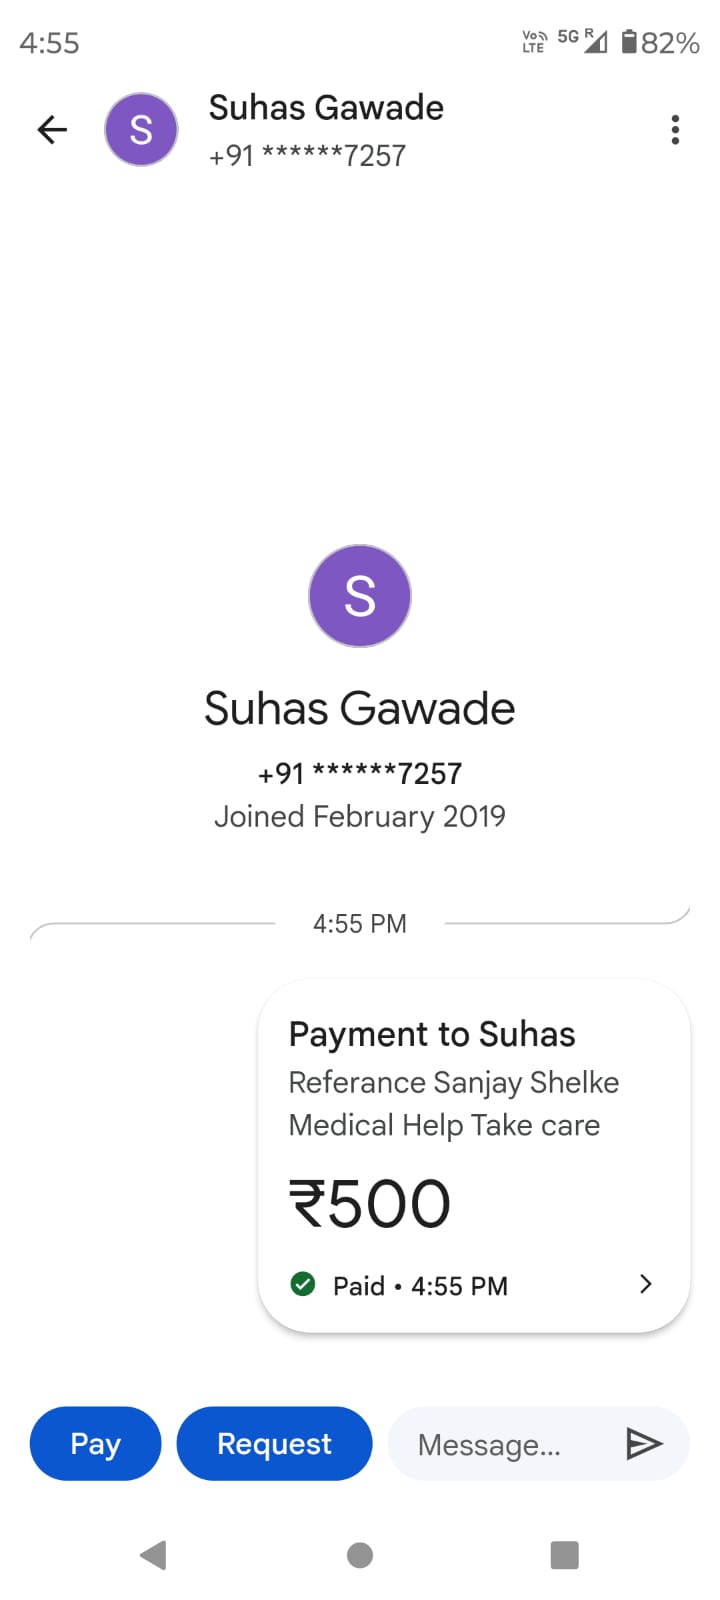 4:55
Vo LTE 5G R 82%
Suhas Gawade
+91 ******7257
S
S
Suhas Gawade
+91 ******7257
Joined February 2019
4:55 PM
Payment to Suhas
Referance Sanjay Shelke
Medical Help Take care
₹500
Paid • 4:55 PM
Pay
Request
Message...